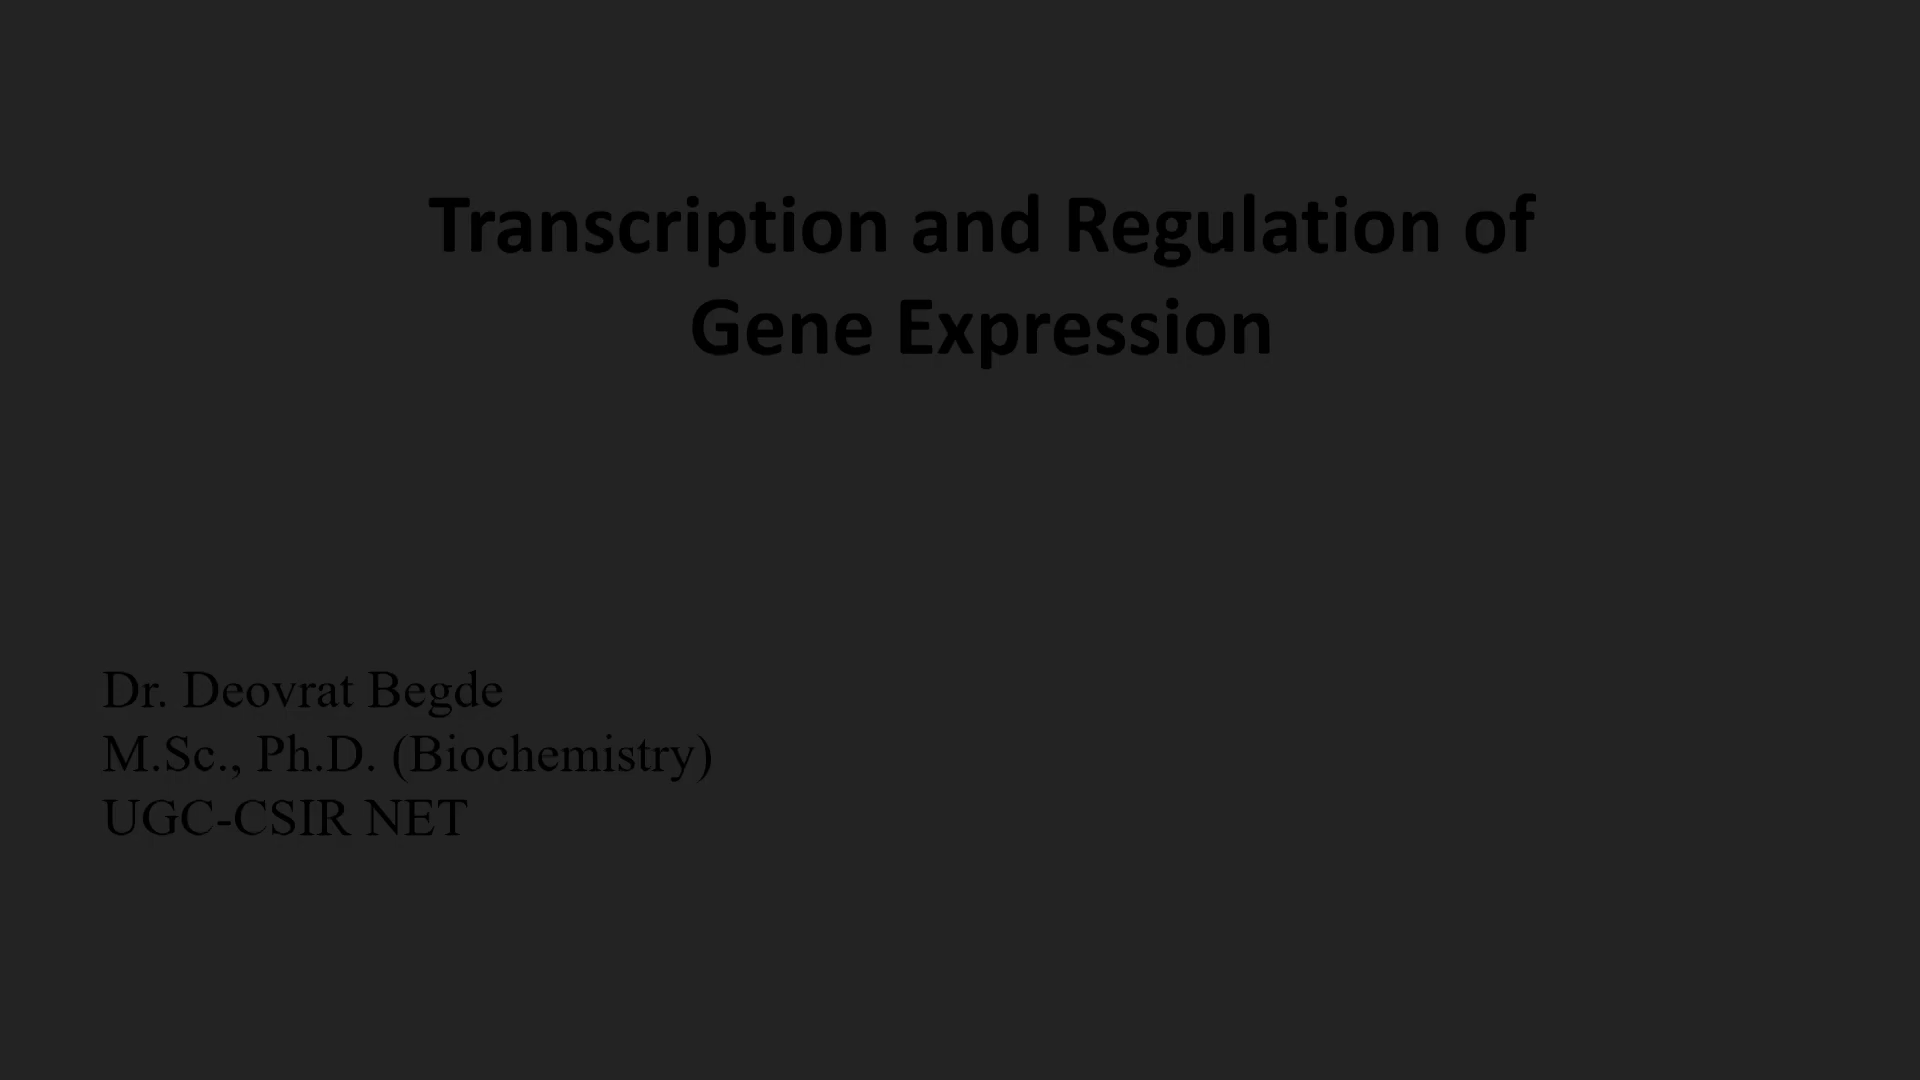 Transcription and Regulation of
Gene Expression
Dr. Deovrat Begde
M.Sc., Ph.D. (Biochemistry)
UGC-CSIR NET